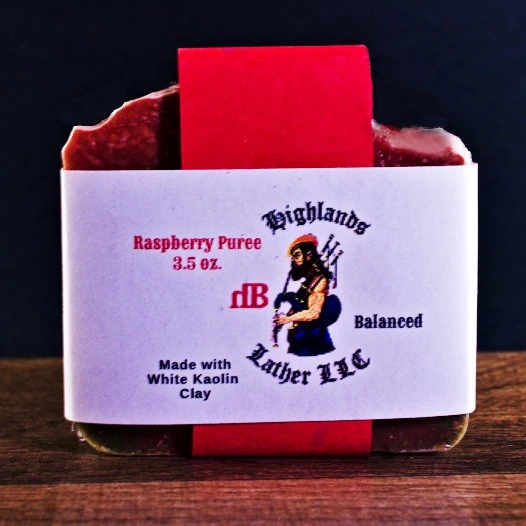 Highlands
Raspberry Puree
3.5 oz.
dB
Balanced
Made with
White Kaolin
Clay
Lather LLC